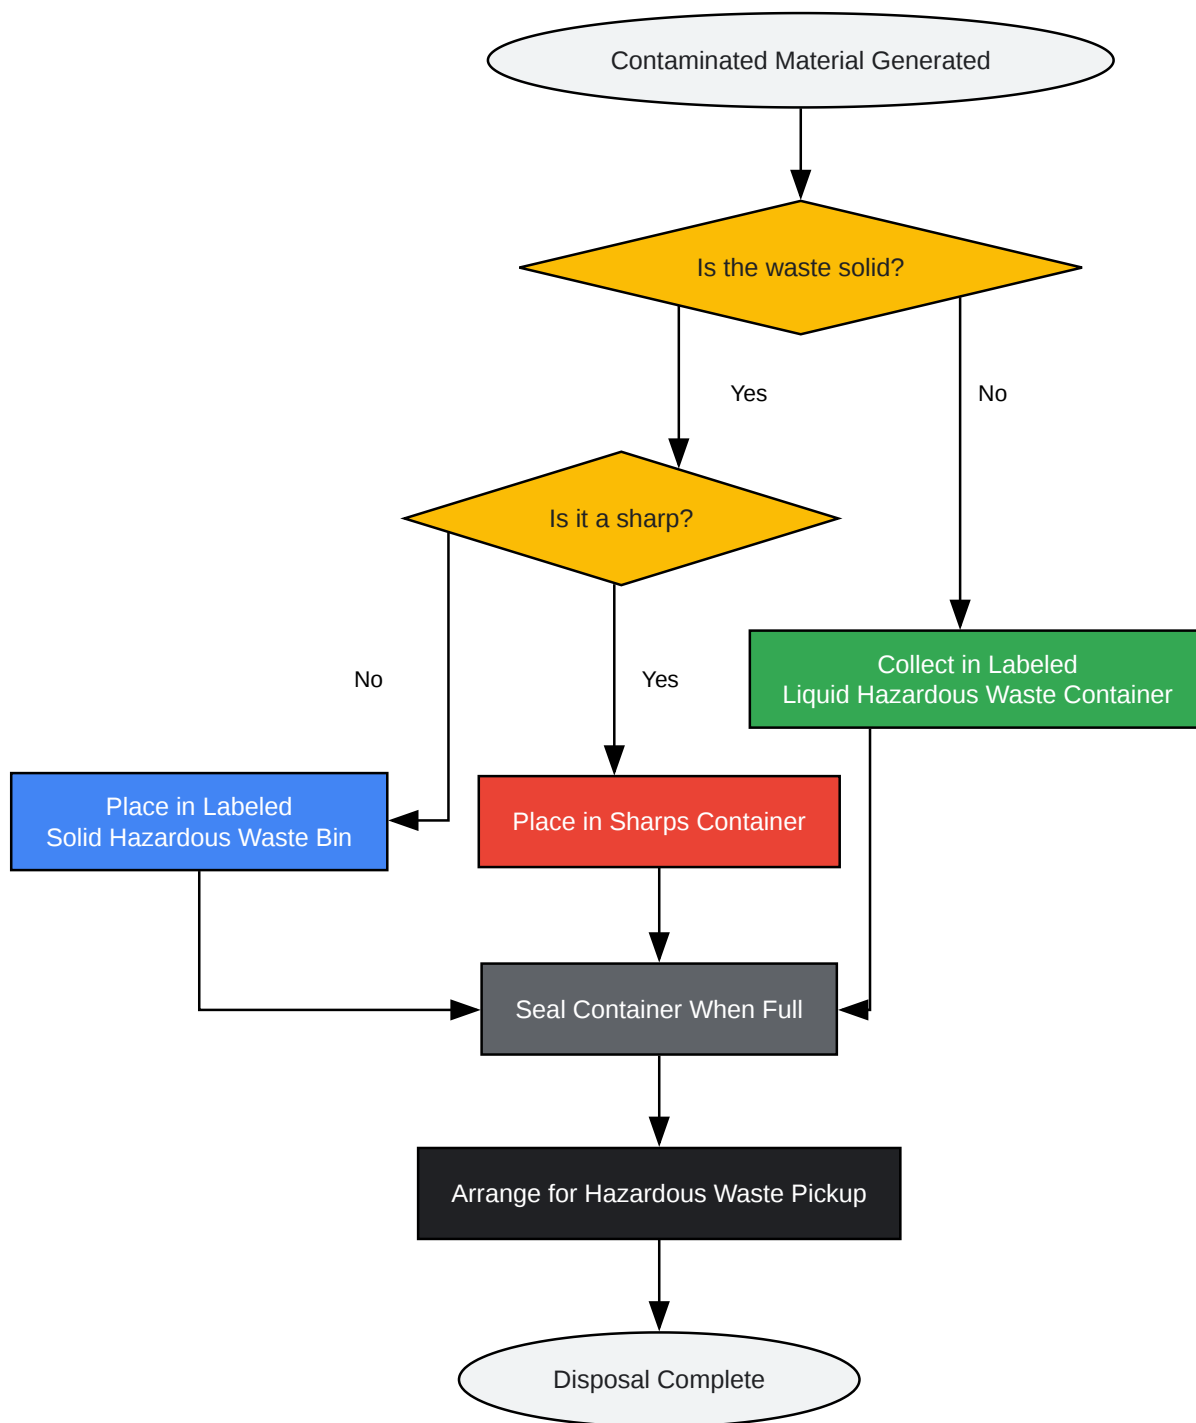 Contaminated Material Generated
Is the waste solid?
Yes
No
Is it a sharp?
No
Yes
Collect in Labeled
Liquid Hazardous Waste Container
Place in Labeled
Solid Hazardous Waste Bin
Place in Sharps Container
Seal Container When Full
Arrange for Hazardous Waste Pickup
Disposal Complete